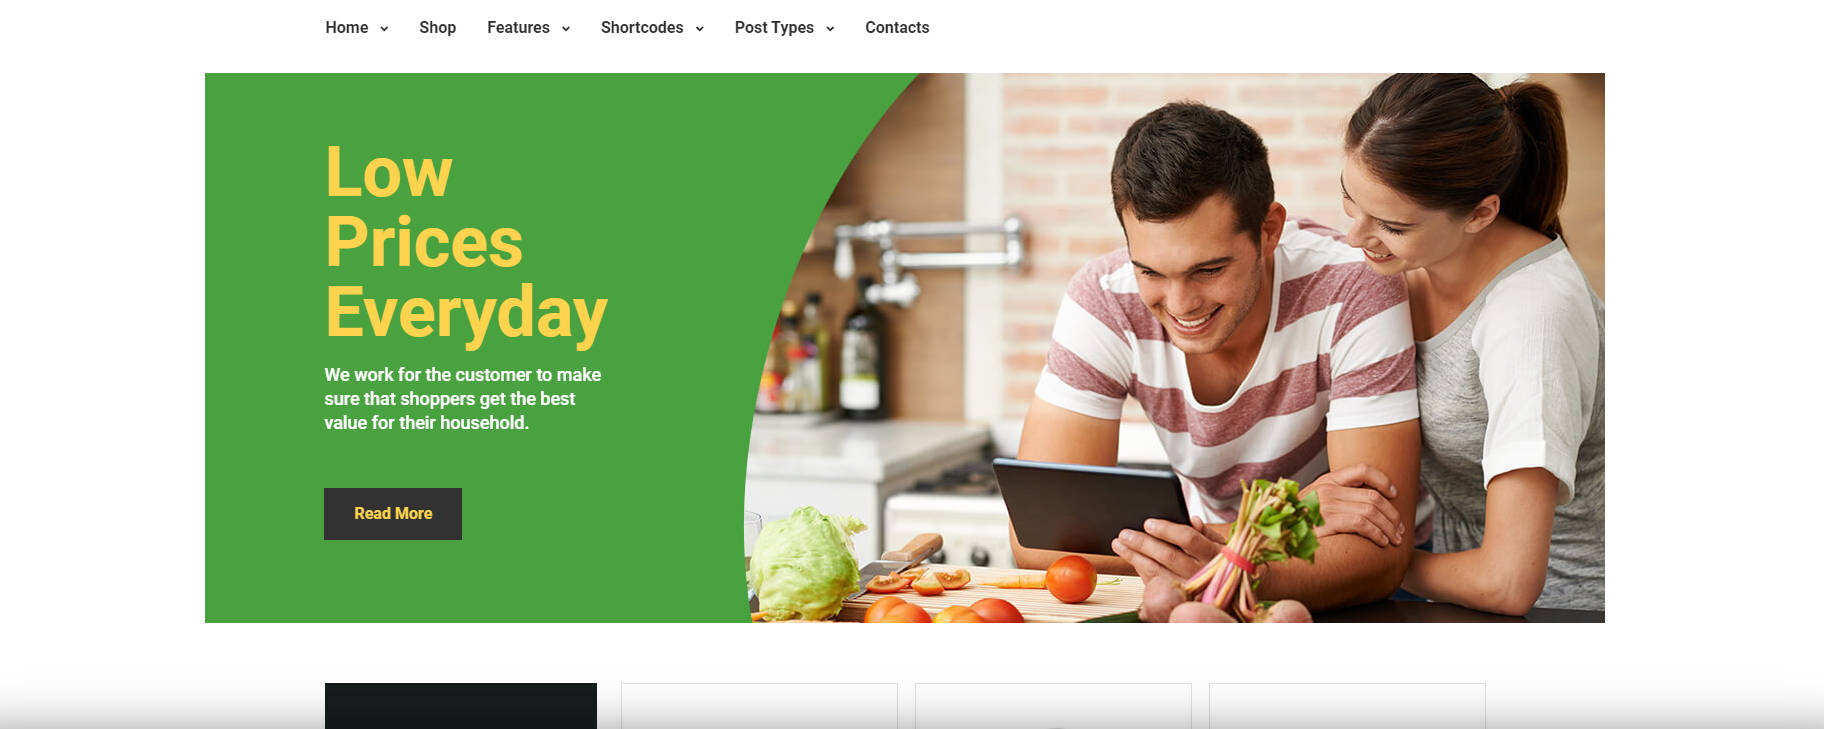 Home Shop Features Shortcodes Post Types Contacts
Low
Prices
Everyday
We work for the customer to make
sure that shoppers get the best
value for their household.
Read More